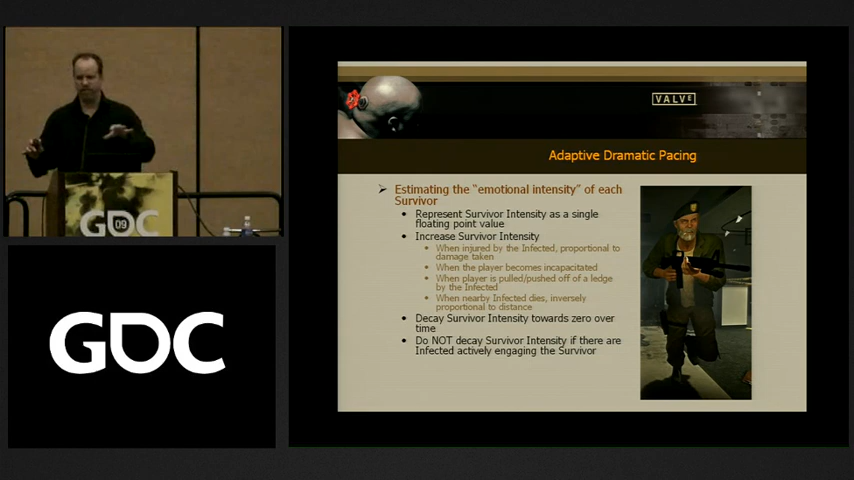 GDC
09
GDC
VALVE
Adaptive Dramatic Pacing
Estimating the “emotional intensity” of each
Survivor
Represent Survivor Intensity as a single
floating point value
Increase Survivor Intensity
When injured by the Infected, proportional to
damage taken
When the player becomes incapacitated
When player is pulled/pushed off of a ledge
by the Infected
When nearby Infected dies, inversely
proportional to distance
Decay Survivor Intensity towards zero over
time
Do NOT decay Survivor Intensity if there are
Infected actively engaging the Survivor